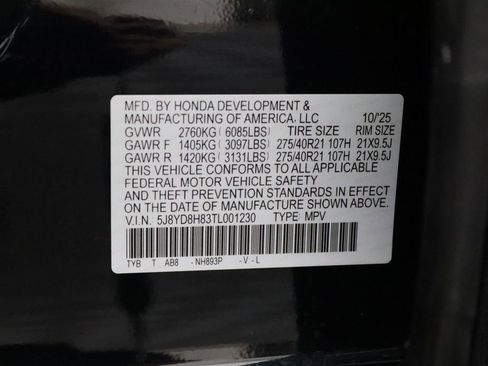 MFD. BY HONDA DEVELOPMENT &
MANUFACTURING OF AMERICA, LLC 10/'25
GVWR 2760KG (6085LBS) TIRE SIZE RIM SIZE
GAWR F 1405KG (3097LBS) 275/40R21 107H 21X9.5J
GAWR R 1420KG (3131LBS) 275/40R21 107H 21X9.5J
THIS VEHICLE CONFORMS TO ALL APPLICABLE
FEDERAL MOTOR VEHICLE SAFETY
AND THEFT PREVENTION STANDARDS IN EFFECT
ON THE DATE OF MANUFACTURE SHOWN ABOVE.
V.I.N. 5J8YD8H83TL001230 TYPE: MPV
TYB T AB8 -NH893P -V-L